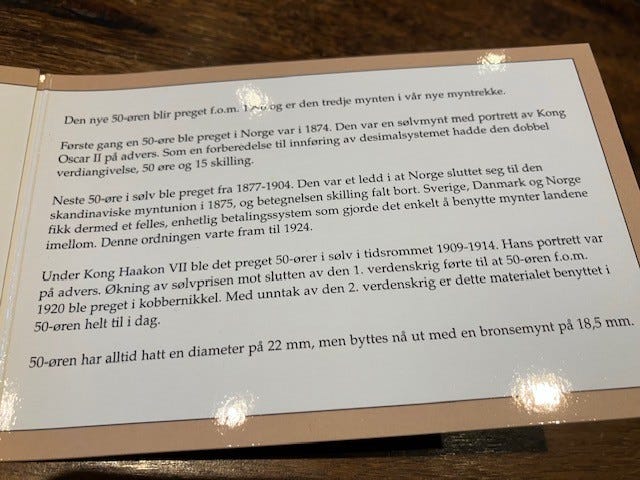 Den nye 50-øren blir preget f.o.m. og er den tredje mynten i vår nye myntrekke.
Første gang en 50-øre ble preget i Norge var i 1874. Den var en sølvmynt med portrett av Kong
Oscar II på advers. Som en forberedelse til innføring av desimalsystemet hadde den dobbel
verdiangivelse, 50 øre og 15 skilling.
Neste 50-øre i sølv ble preget fra 1877-1904. Den var et ledd i at Norge sluttet seg til den
skandinaviske myntunion i 1875, og betegnelsen skilling falt bort. Sverige, Danmark og Norge
fikk dermed et felles, enhetlig betalingssystem som gjorde det enkelt å benytte mynter landene
imellom. Denne ordningen varte fram til 1924.
Under Kong Haakon VII ble det preget 50-ører i sølv i tidsrommet 1909-1914. Hans portrett var
på advers. Økning av sølvprisen mot slutten av den 1. verdenskrig førte til at 50-øren f.o.m.
1920 ble preget i kobbernikkel. Med unntak av den 2. verdenskrig er dette materialet benyttet i
50-øren helt til i dag.
50-øren har alltid hatt en diameter på 22 mm, men byttes nå ut med en bronsemynt på 18,5 mm.